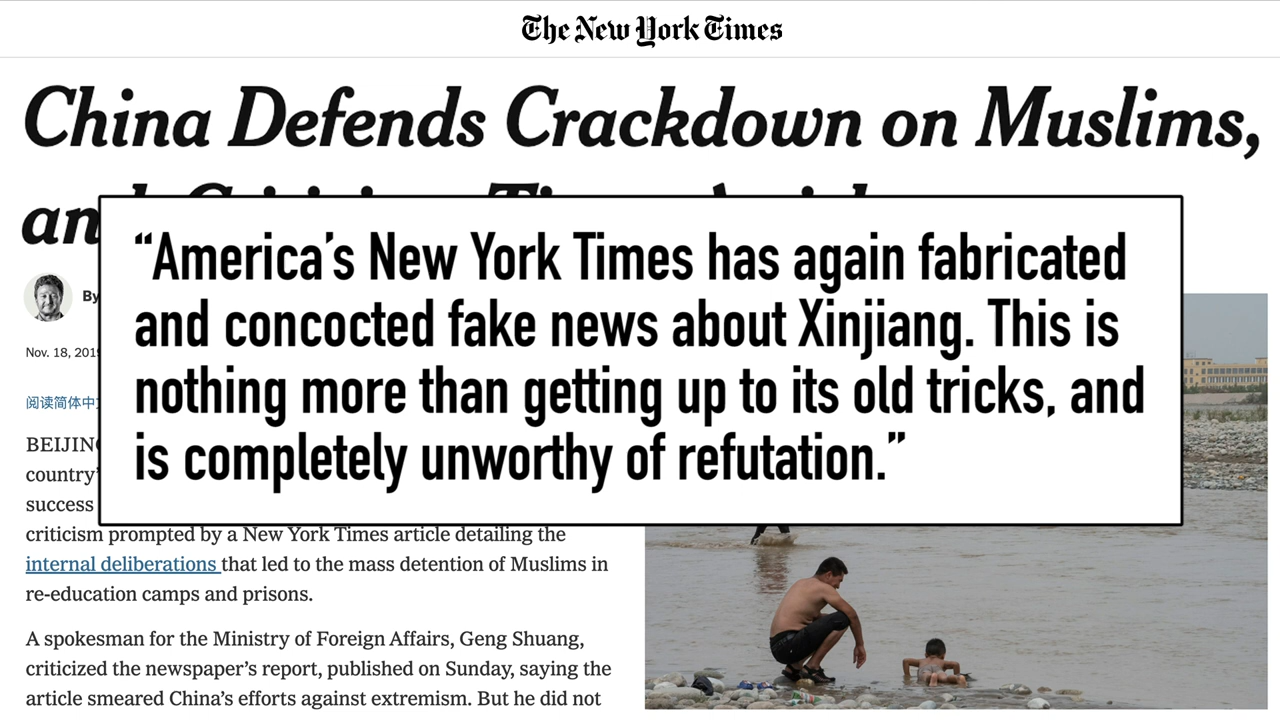 The New York Times
China Defends Crackdown on Muslims,
“America’s New York Times has again fabricated
and concocted fake news about Xinjiang. This is
nothing more than getting up to its old tricks, and
is completely unworthy of refutation.”
By
Nov. 18, 2019
阅读简体中文
BEIJING
country’
success
criticism prompted by a New York Times article detailing the
internal deliberations that led to the mass detention of Muslims in
re-education camps and prisons.
A spokesman for the Ministry of Foreign Affairs, Geng Shuang,
criticized the newspaper’s report, published on Sunday, saying the
article smeared China’s efforts against extremism. But he did not